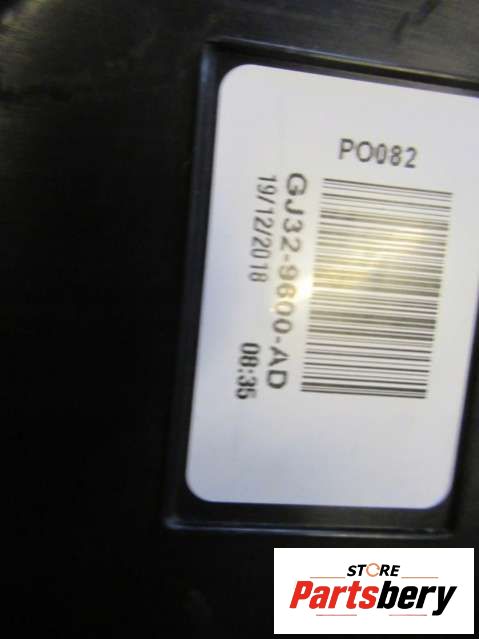 PO082
GJ32-9600-AD
19/12/2018
08:35
STORE
Partsbery